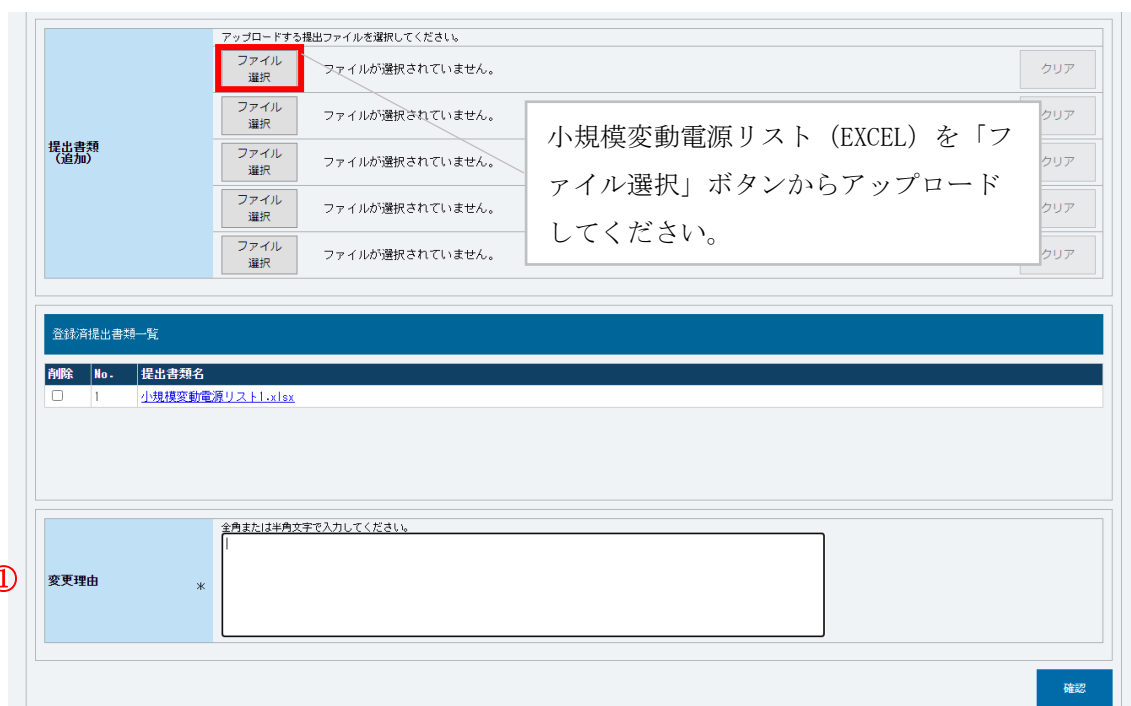 アップロードする提出ファイルを選択してください。
ファイル
選択
ファイルが選択されていません。
クリア
ファイル
選択
ファイルが選択されていません。
クリア
提出書類
(追加)
ファイル
選択
ファイルが選択されていません。
クリア
ファイル
選択
ファイルが選択されていません。
クリア
ファイル
選択
ファイルが選択されていません。
クリア
小規模変動電源リスト（EXCEL）を「フ
ァイル選択」ボタンからアップロード
してください。
登録済提出書類一覧
削除 No. 提出書類名
1 小規模変動電源リスト1.xlsx
全角または半角文字で入力してください。
① 変更理由 *
確認